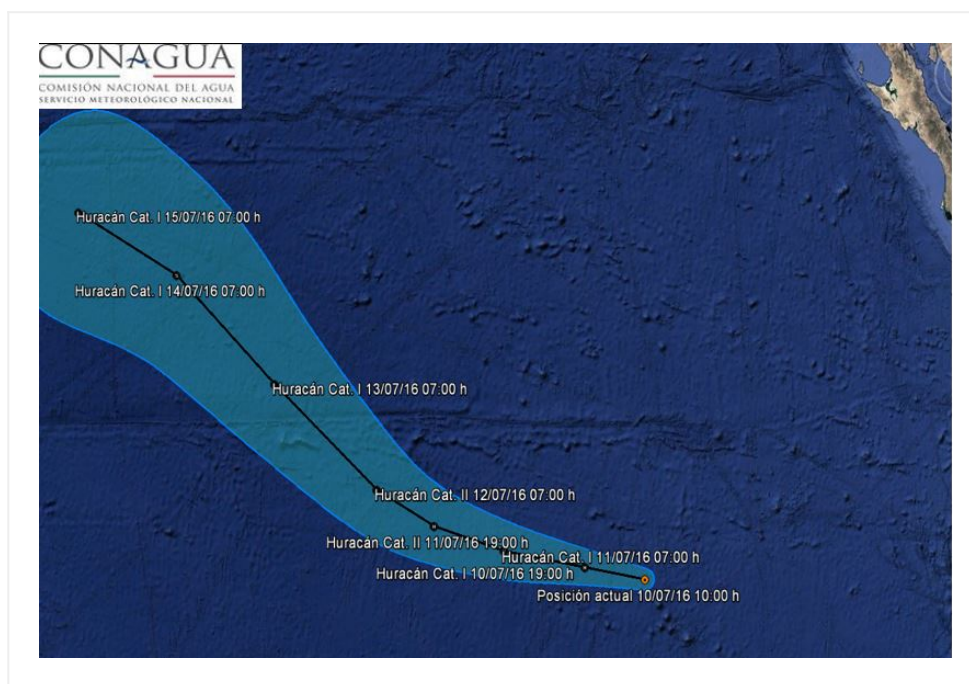 CONAGUA
COMISIÓN NACIONAL DEL AGUA
SERVICIO METEOROLÓGICO NACIONAL
Huracán Cat. I 15/07/16 07:00 h
Huracán Cat. I 14/07/16 07:00 h
Huracán Cat. I 13/07/16 07:00 h
Huracán Cat. II 12/07/16 07:00 h
Huracán Cat. II 11/07/16 19:00 h
Huracán Cat. I 11/07/16 07:00 h
Huracán Cat. I 10/07/16 19:00 h
Posición actual 10/07/16 10:00 h